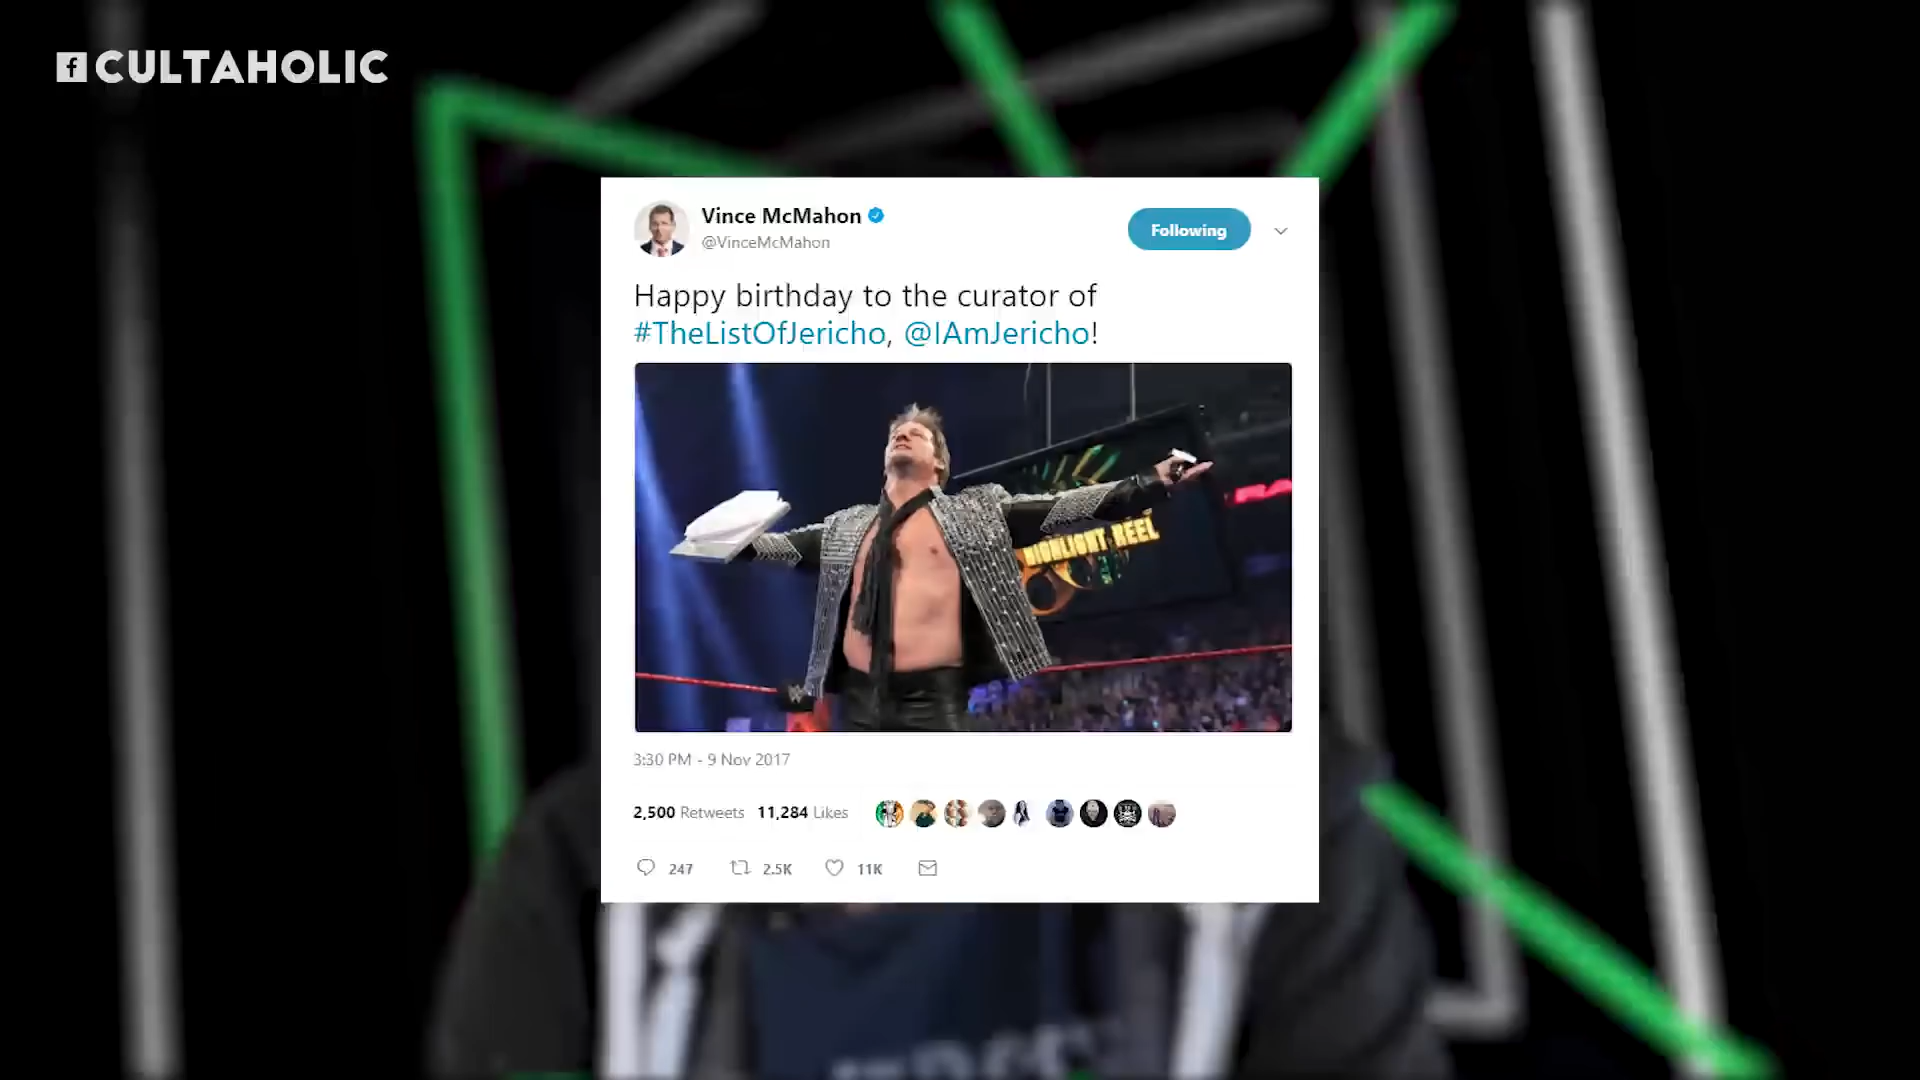 f CULTAHOLIC
Vince McMahon
@VinceMcMahon
Following
Happy birthday to the curator of
#TheListOfJericho, @IAmJericho!
HIGHLIGHT REEL
3:30 PM - 9 Nov 2017
2,500 Retweets 11,284 Likes
247 2.5K 11K